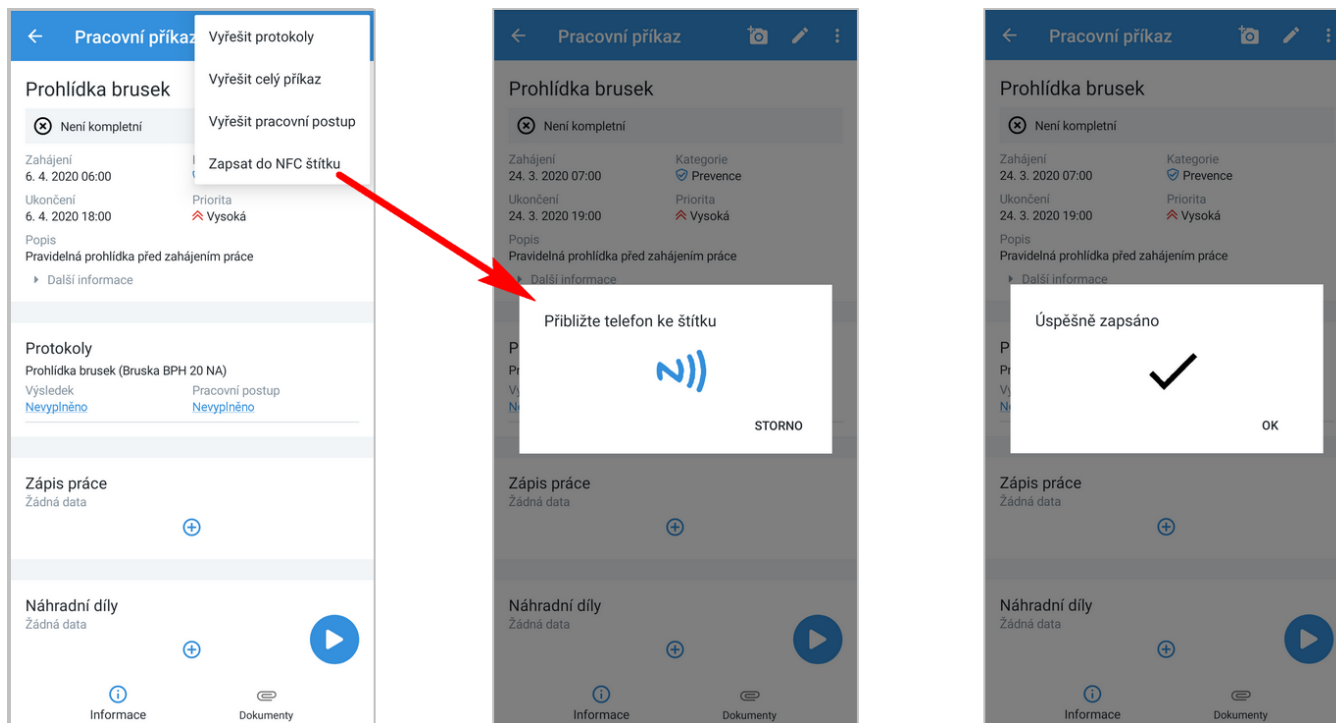 Pracovní příkaz
Vyřešit protokoly
Vyřešit celý příkaz
Vyřešit pracovní postup
Zapsat do NFC štítku
Prohlídka brusek
Není kompletní
Zahájení
6. 4. 2020 06:00
Ukončení
Priorita
6. 4. 2020 18:00
Vysoká
Popis
Pravidelná prohlídka před zahájením práce
Další informace
Protokoly
Prohlídka brusek (Bruska BPH 20 NA)
Výsledek
Pracovní postup
Nevyplněno
Nevyplněno
Zápis práce
Žádná data
Náhradní díly
Žádná data
Informace
Dokumenty
Pracovní příkaz
Prohlídka brusek
Není kompletní
Zahájení
Kategorie
24. 3. 2020 07:00
Prevence
Ukončení
Priorita
24. 3. 2020 19:00
Vysoká
Popis
Pravidelná prohlídka před zahájením práce
Další informace
Přibližte telefon ke štítku
STORNO
Zápis práce
Žádná data
Náhradní díly
Žádná data
Informace
Dokumenty
Pracovní příkaz
Prohlídka brusek
Není kompletní
Zahájení
Kategorie
24. 3. 2020 07:00
Prevence
Ukončení
Priorita
24. 3. 2020 19:00
Vysoká
Popis
Pravidelná prohlídka před zahájením práce
Další informace
Úspěšně zapsáno
OK
Zápis práce
Žádná data
Náhradní díly
Žádná data
Informace
Dokumenty